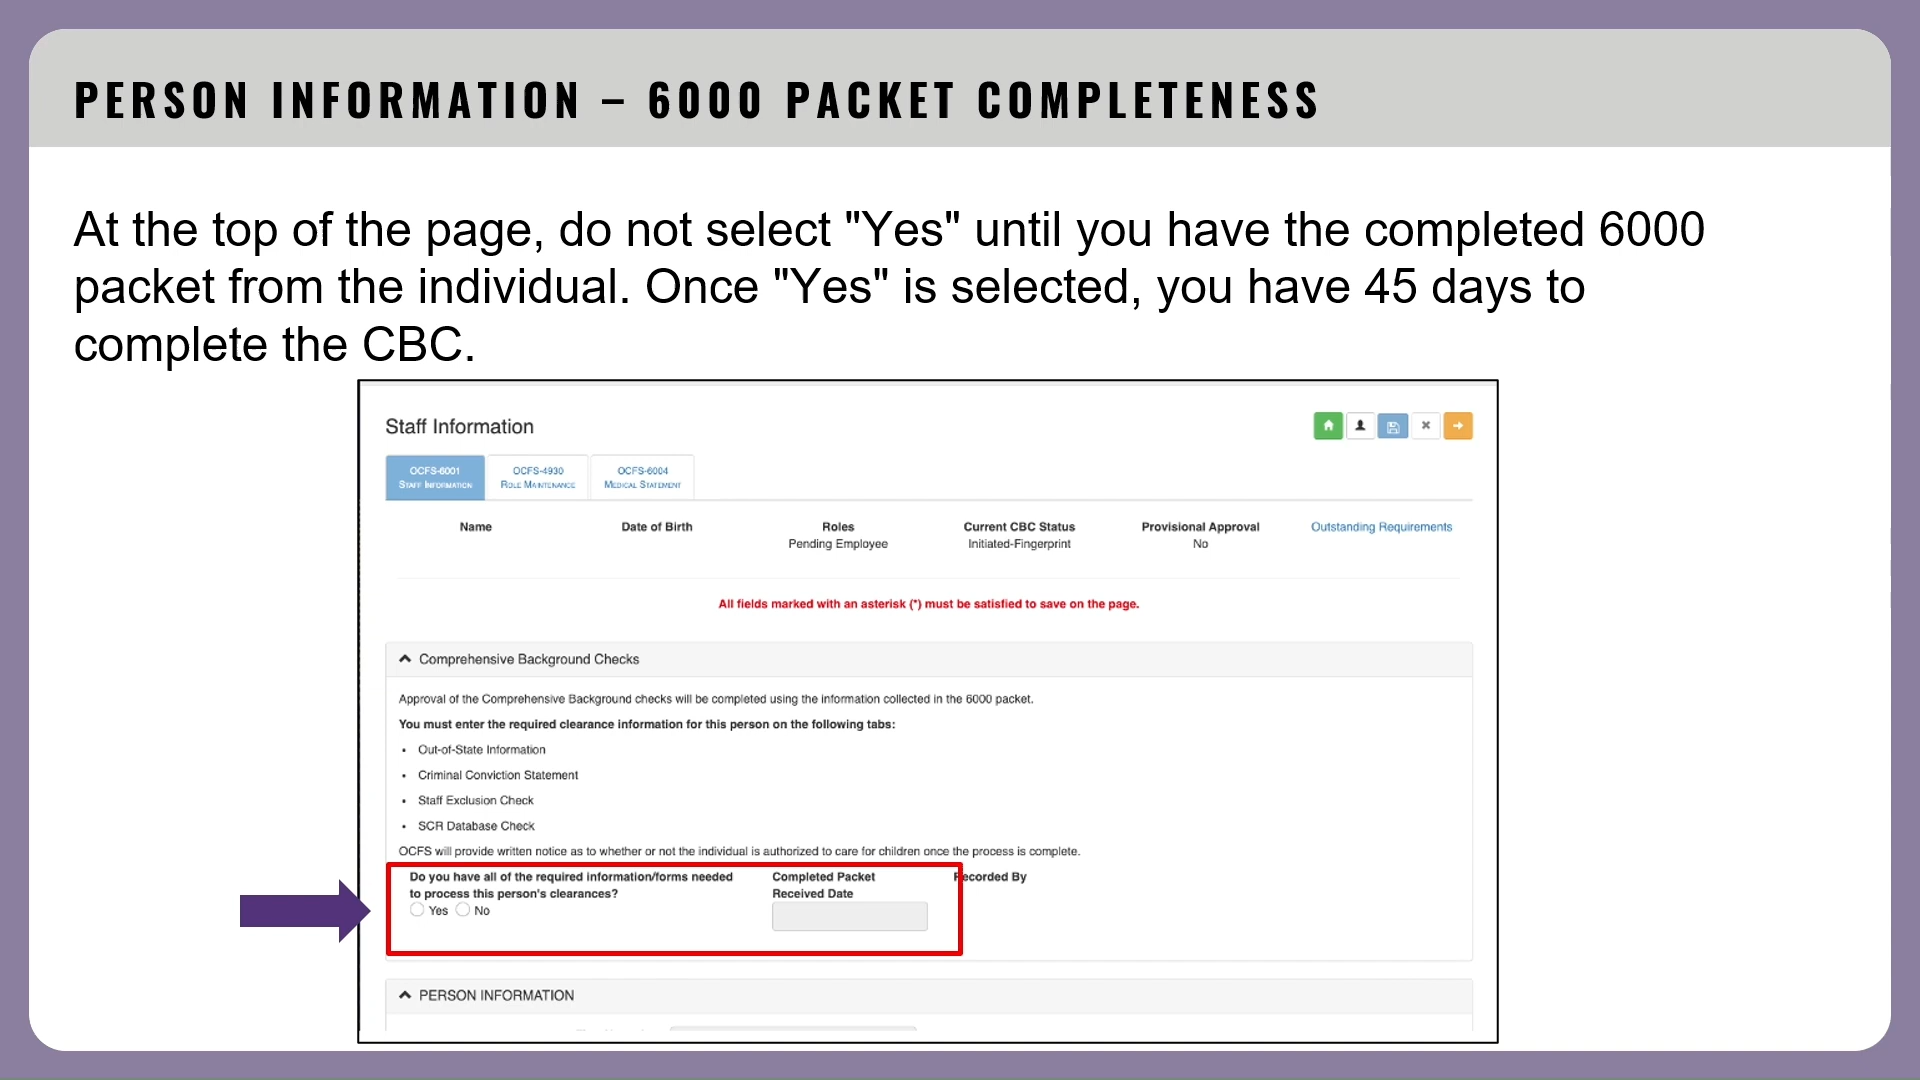 PERSON INFORMATION – 6000 PACKET COMPLETENESS
At the top of the page, do not select "Yes" until you have the completed 6000
packet from the individual. Once "Yes" is selected, you have 45 days to
complete the CBC.
Staff Information
OCFS-6001
Staff Information
OCFS-4930
Role Maintenance
OCFS-6004
Medical Statement
Name
Date of Birth
Roles
Pending Employee
Current CBC Status
Initiated-Fingerprint
Provisional Approval
No
Outstanding Requirements
All fields marked with an asterisk (*) must be satisfied to save on the page.
Comprehensive Background Checks
Approval of the Comprehensive Background checks will be completed using the information collected in the 6000 packet.
You must enter the required clearance information for this person on the following tabs:
• Out-of-State Information
• Criminal Conviction Statement
• Staff Exclusion Check
• SCR Database Check
OCFS will provide written notice as to whether or not the individual is authorized to care for children once the process is complete.
Do you have all of the required information/forms needed
to process this person's clearances?
Yes No
Completed Packet
Received Date
Recorded By
PERSON INFORMATION